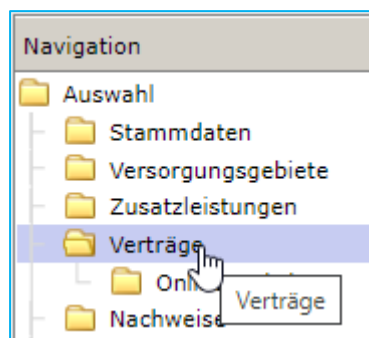 Navigation
Auswahl
Stammdaten
Versorgungsgebiete
Zusatzleistungen
Verträge
Verträge
Nachweise